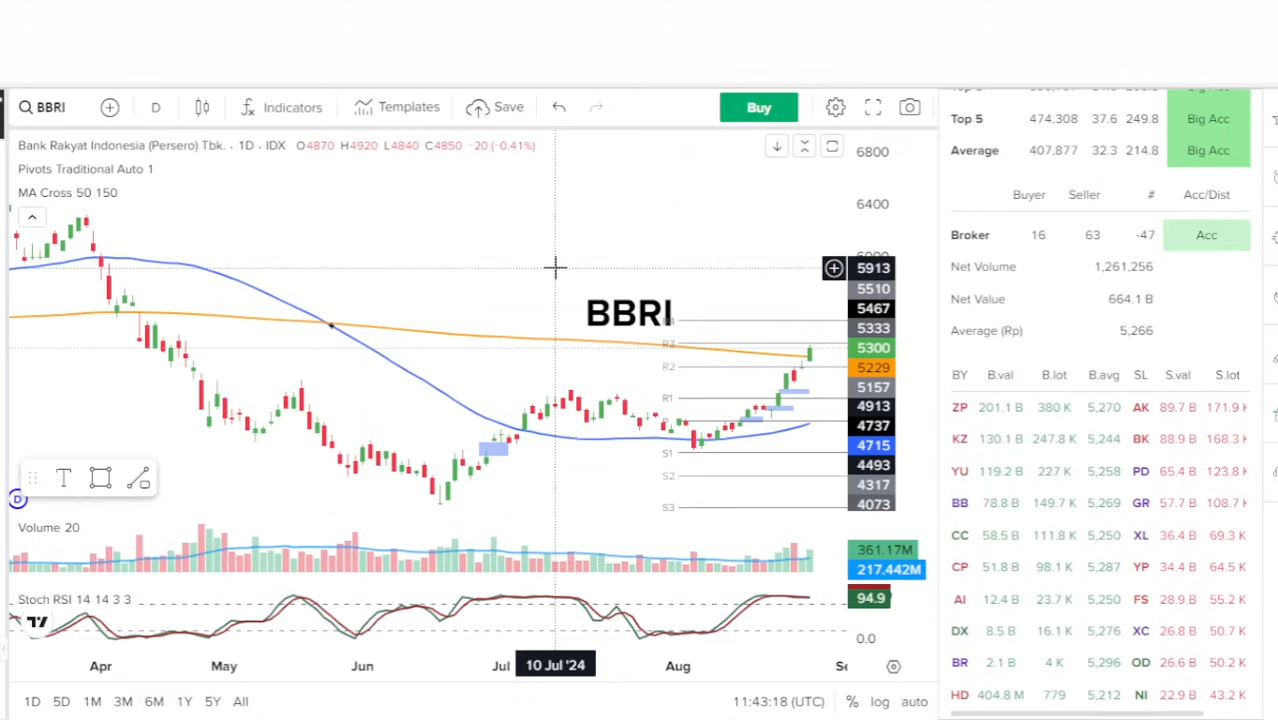 BBRI D Indicators Templates Save Buy
Bank Rakyat Indonesia (Persero) Tbk. · 1D · IDX O4870 H4920 L4840 C4850 −20 (−0.41%)
Pivots Traditional Auto 1
MA Cross 50 150
6800
6400
5913
5510
5467
5333
5300
5229
5157
4913
4737
4715
4493
4317
4073
BBRI
R3
R2
R1
P
S1
S2
S3
T
D
Volume 20
361.17M
217.442M
Stoch RSI 14 14 3 3
94.9
0.0
Apr May Jun Jul 10 Jul '24 Aug
1D 5D 1M 3M 6M 1Y 5Y All 11:43:18 (UTC) % log auto
Top 5 474,308 37.6 249.8 Big Acc
Average 407,877 32.3 214.8 Big Acc
Buyer Seller # Acc/Dist
Broker 16 63 -47 Acc
Net Volume 1,261,256
Net Value 664.1 B
Average (Rp) 5,266
BY B.val B.lot B.avg SL S.val S.lot
ZP 201.1 B 380 K 5,270 AK 89.7 B 171.9
KZ 130.1 B 247.8 K 5,244 BK 88.9 B 168.3
YU 119.2 B 227 K 5,258 PD 65.4 B 123.8
BB 78.8 B 149.7 K 5,269 GR 57.7 B 108.7
CC 58.5 B 111.8 K 5,250 XL 36.4 B 69.3 K
CP 51.8 B 98.1 K 5,287 YP 34.4 B 64.5 K
AI 12.4 B 23.7 K 5,250 FS 28.9 B 55.2 K
DX 8.5 B 16.1 K 5,276 XC 26.8 B 50.7 K
BR 2.1 B 4 K 5,296 OD 26.6 B 50.2 K
HD 404.8 M 779 5,212 NI 22.9 B 43.2 K